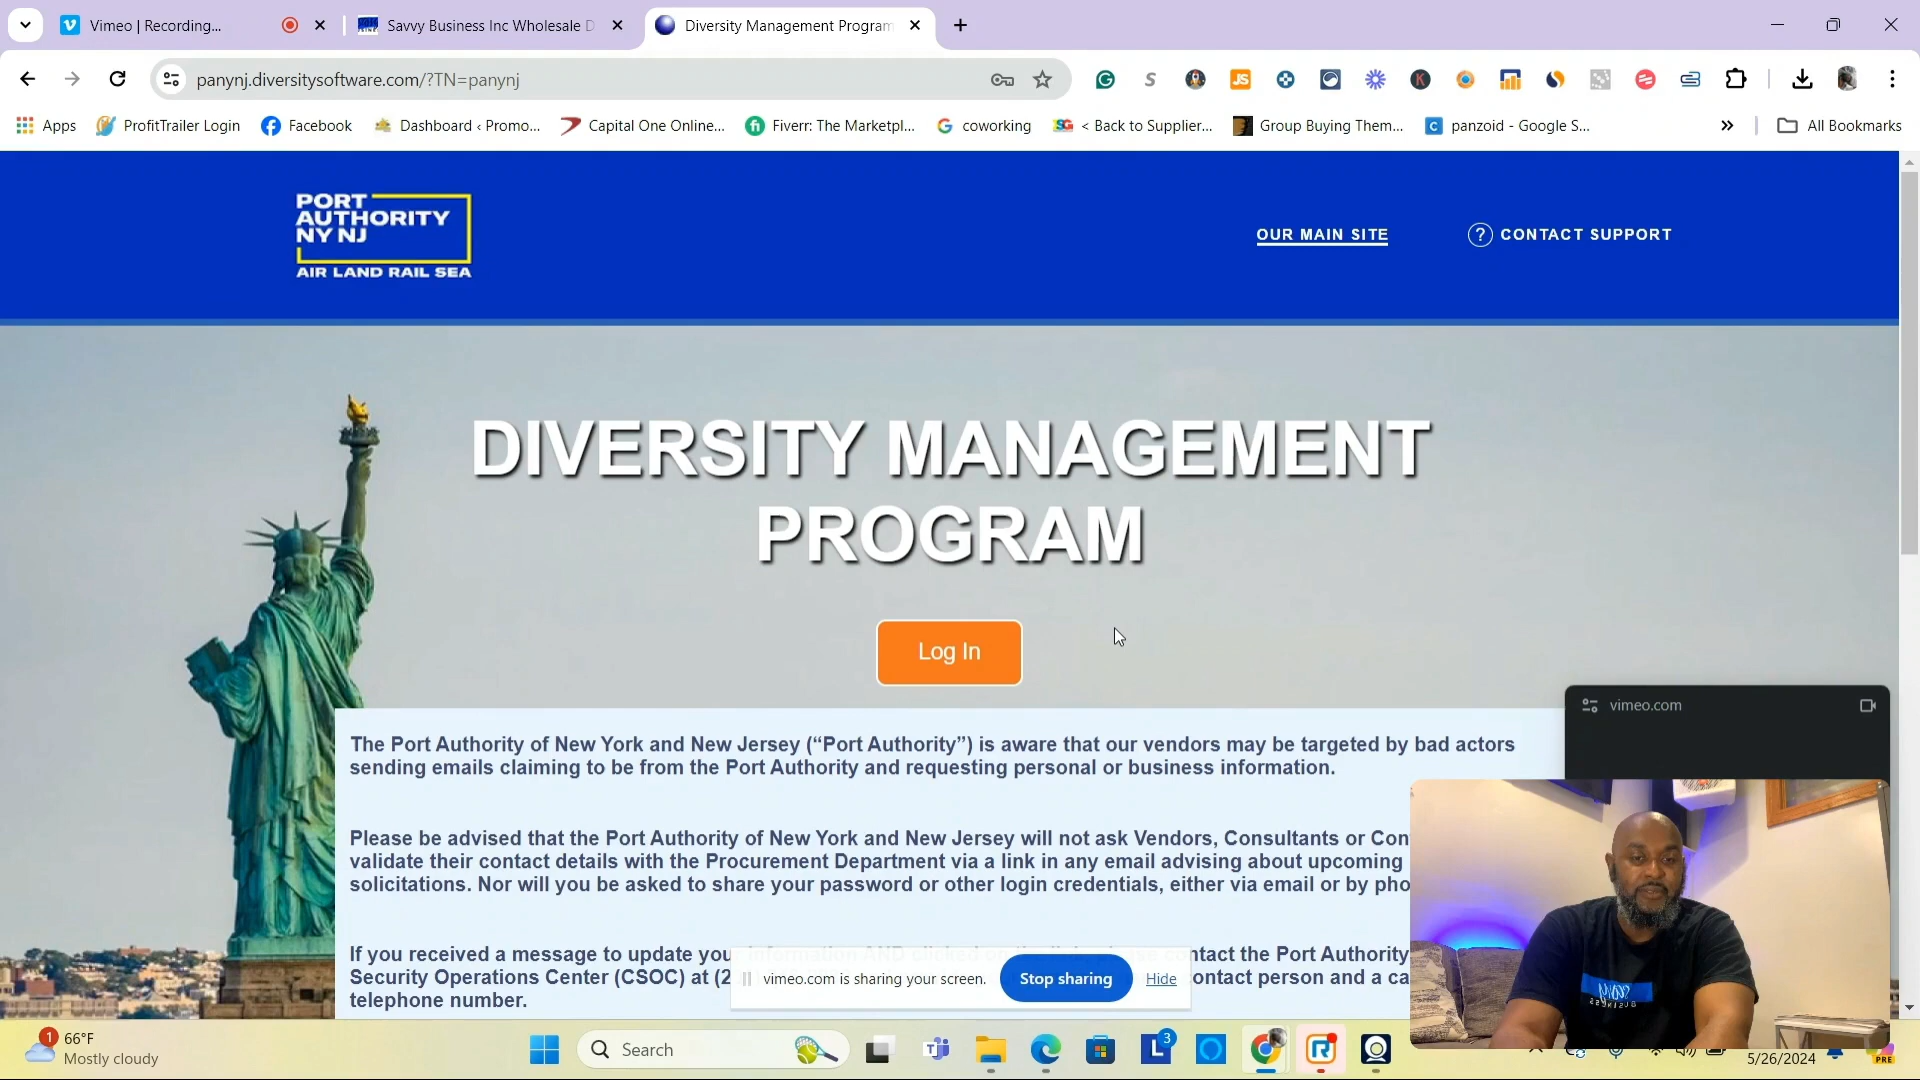 Vimeo | Recording...
Savvy Business Inc Wholesale D
Diversity Management Program
panynj.diversitysoftware.com/?TN=panynj
Apps
ProfitTrailer Login
Facebook
Dashboard ‹ Promo...
Capital One Online...
Fiverr: The Marketpl...
coworking
< Back to Supplier...
Group Buying Them...
panzoid - Google S...
»
All Bookmarks
PORT
AUTHORITY
NY NJ
AIR LAND RAIL SEA
OUR MAIN SITE
? CONTACT SUPPORT
DIVERSITY MANAGEMENT
PROGRAM
Log In
vimeo.com
The Port Authority of New York and New Jersey (“Port Authority”) is aware that our vendors may be targeted by bad actors
sending emails claiming to be from the Port Authority and requesting personal or business information.
Please be advised that the Port Authority of New York and New Jersey will not ask Vendors, Consultants or Con
validate their contact details with the Procurement Department via a link in any email advising about upcoming
solicitations. Nor will you be asked to share your password or other login credentials, either via email or by pho
If you received a message to update you
ntact the Port Authority
Security Operations Center (CSOC) at (2
ontact person and a ca
telephone number.
vimeo.com is sharing your screen.
Stop sharing
Hide
1
66°F
Mostly cloudy
Search
3
5/26/2024
PRE